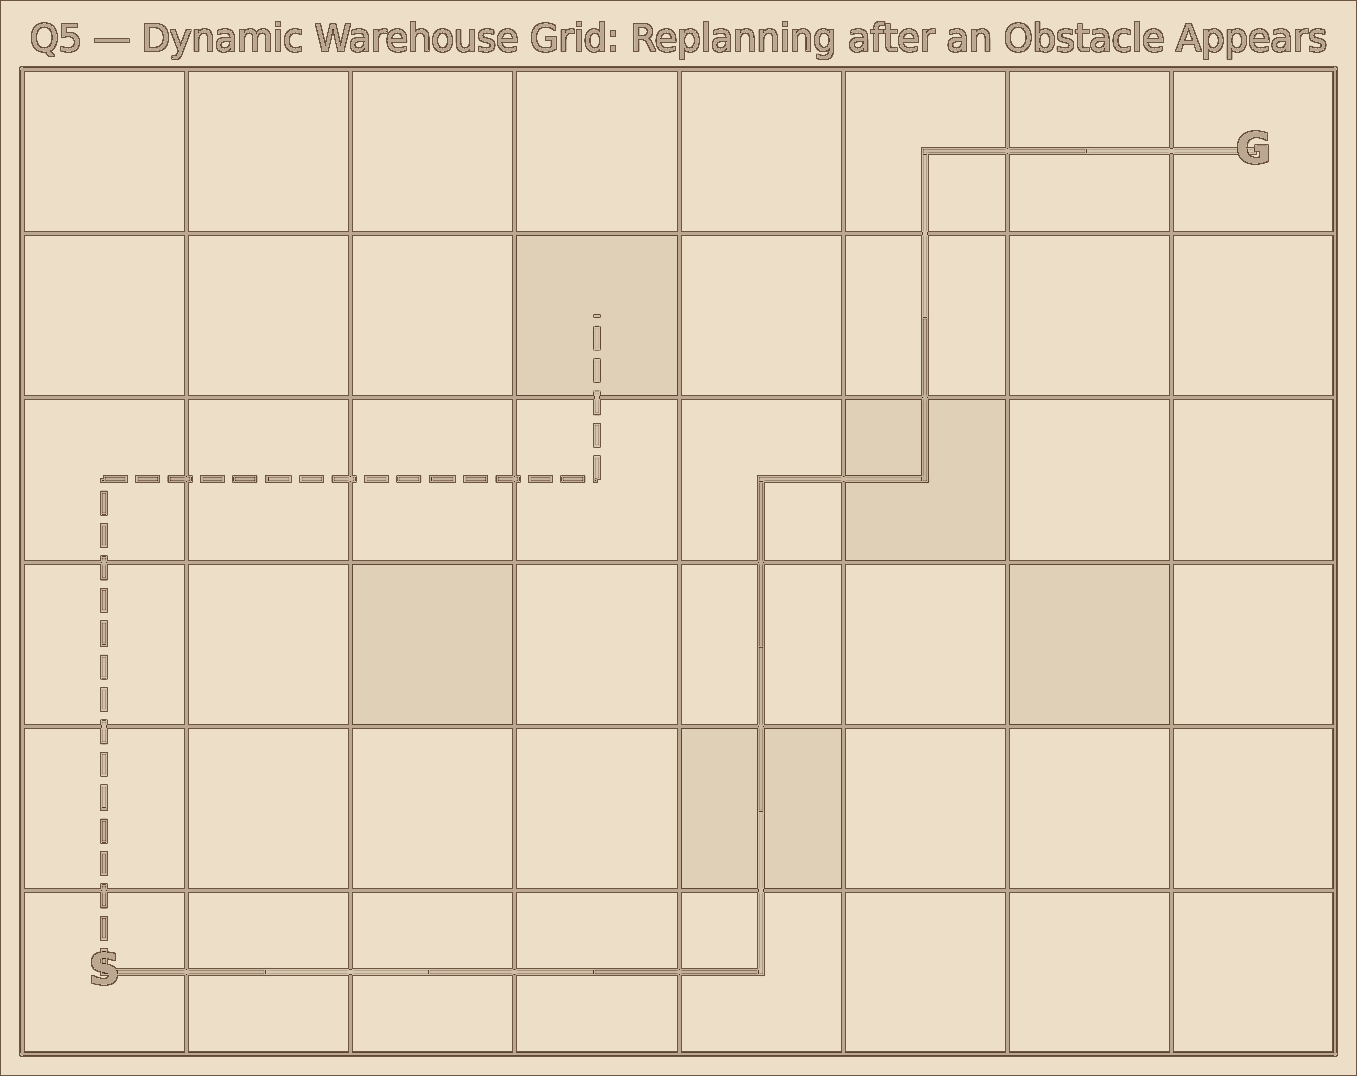 Q5 — Dynamic Warehouse Grid: Replanning after an Obstacle Appears
G
S